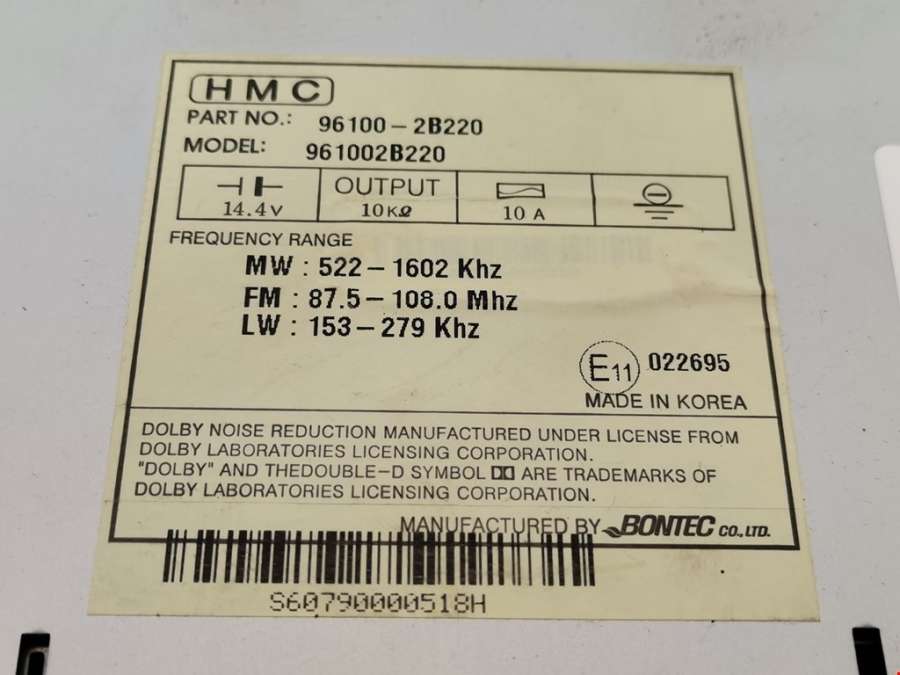 HMC
PART NO.: 96100-2B220
MODEL: 961002B220
14.4V OUTPUT 10KΩ 10 A
FREQUENCY RANGE
MW : 522-1602 Khz
FM : 87.5-108.0 Mhz
LW : 153-279 Khz
E11 022695
MADE IN KOREA
DOLBY NOISE REDUCTION MANUFACTURED UNDER LICENSE FROM
DOLBY LABORATORIES LICENSING CORPORATION.
"DOLBY" AND THEDOUBLE-D SYMBOL ARE TRADEMARKS OF
DOLBY LABORATORIES LICENSING CORPORATION.
MANUFACTURED BY BONTEC CO.,LTD.
S60790000518H